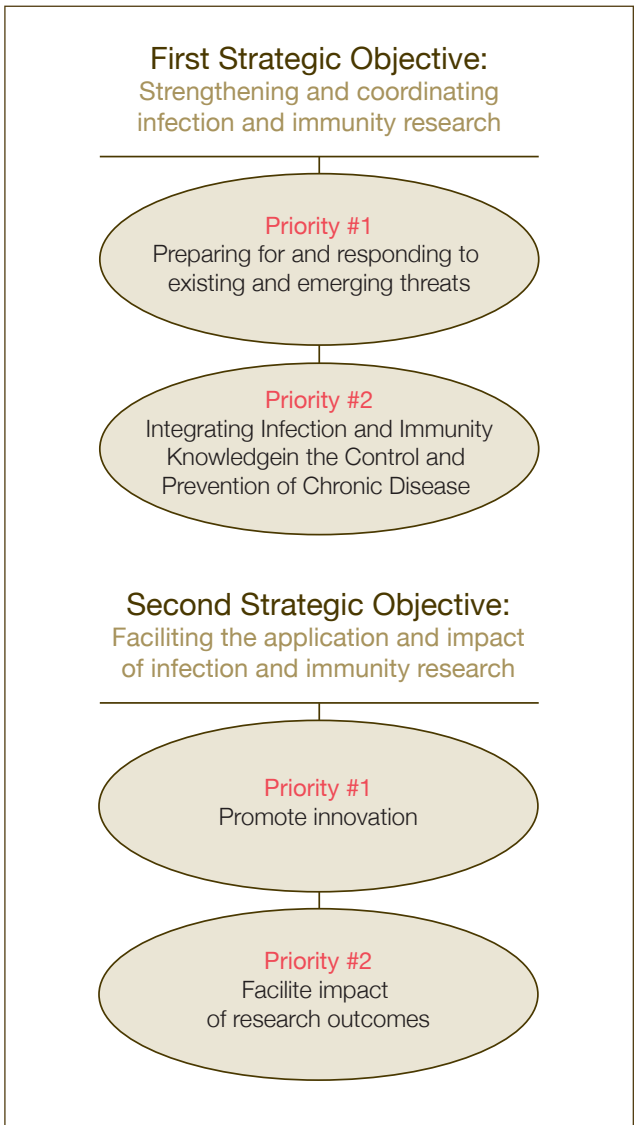 First Strategic Objective:
Strengthening and coordinating
infection and immunity research
Priority #1
Preparing for and responding to
existing and emerging threats
Priority #2
Integrating Infection and Immunity
Knowledgein the Control and
Prevention of Chronic Disease
Second Strategic Objective:
Faciliting the application and impact
of infection and immunity research
Priority #1
Promote innovation
Priority #2
Facilite impact
of research outcomes